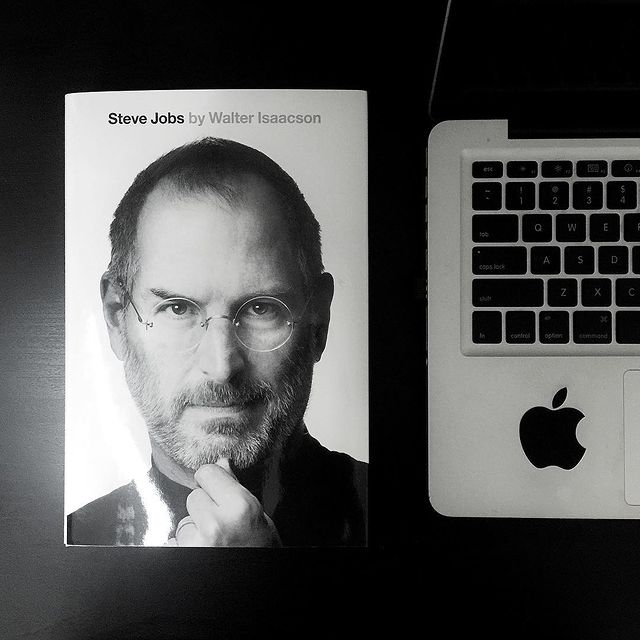 Steve Jobs by Walter Isaacson
esc
~ ! 1 @ 2 # 3 $ 4
tab Q W E
caps lock A S D
shift Z X C
fn control option command